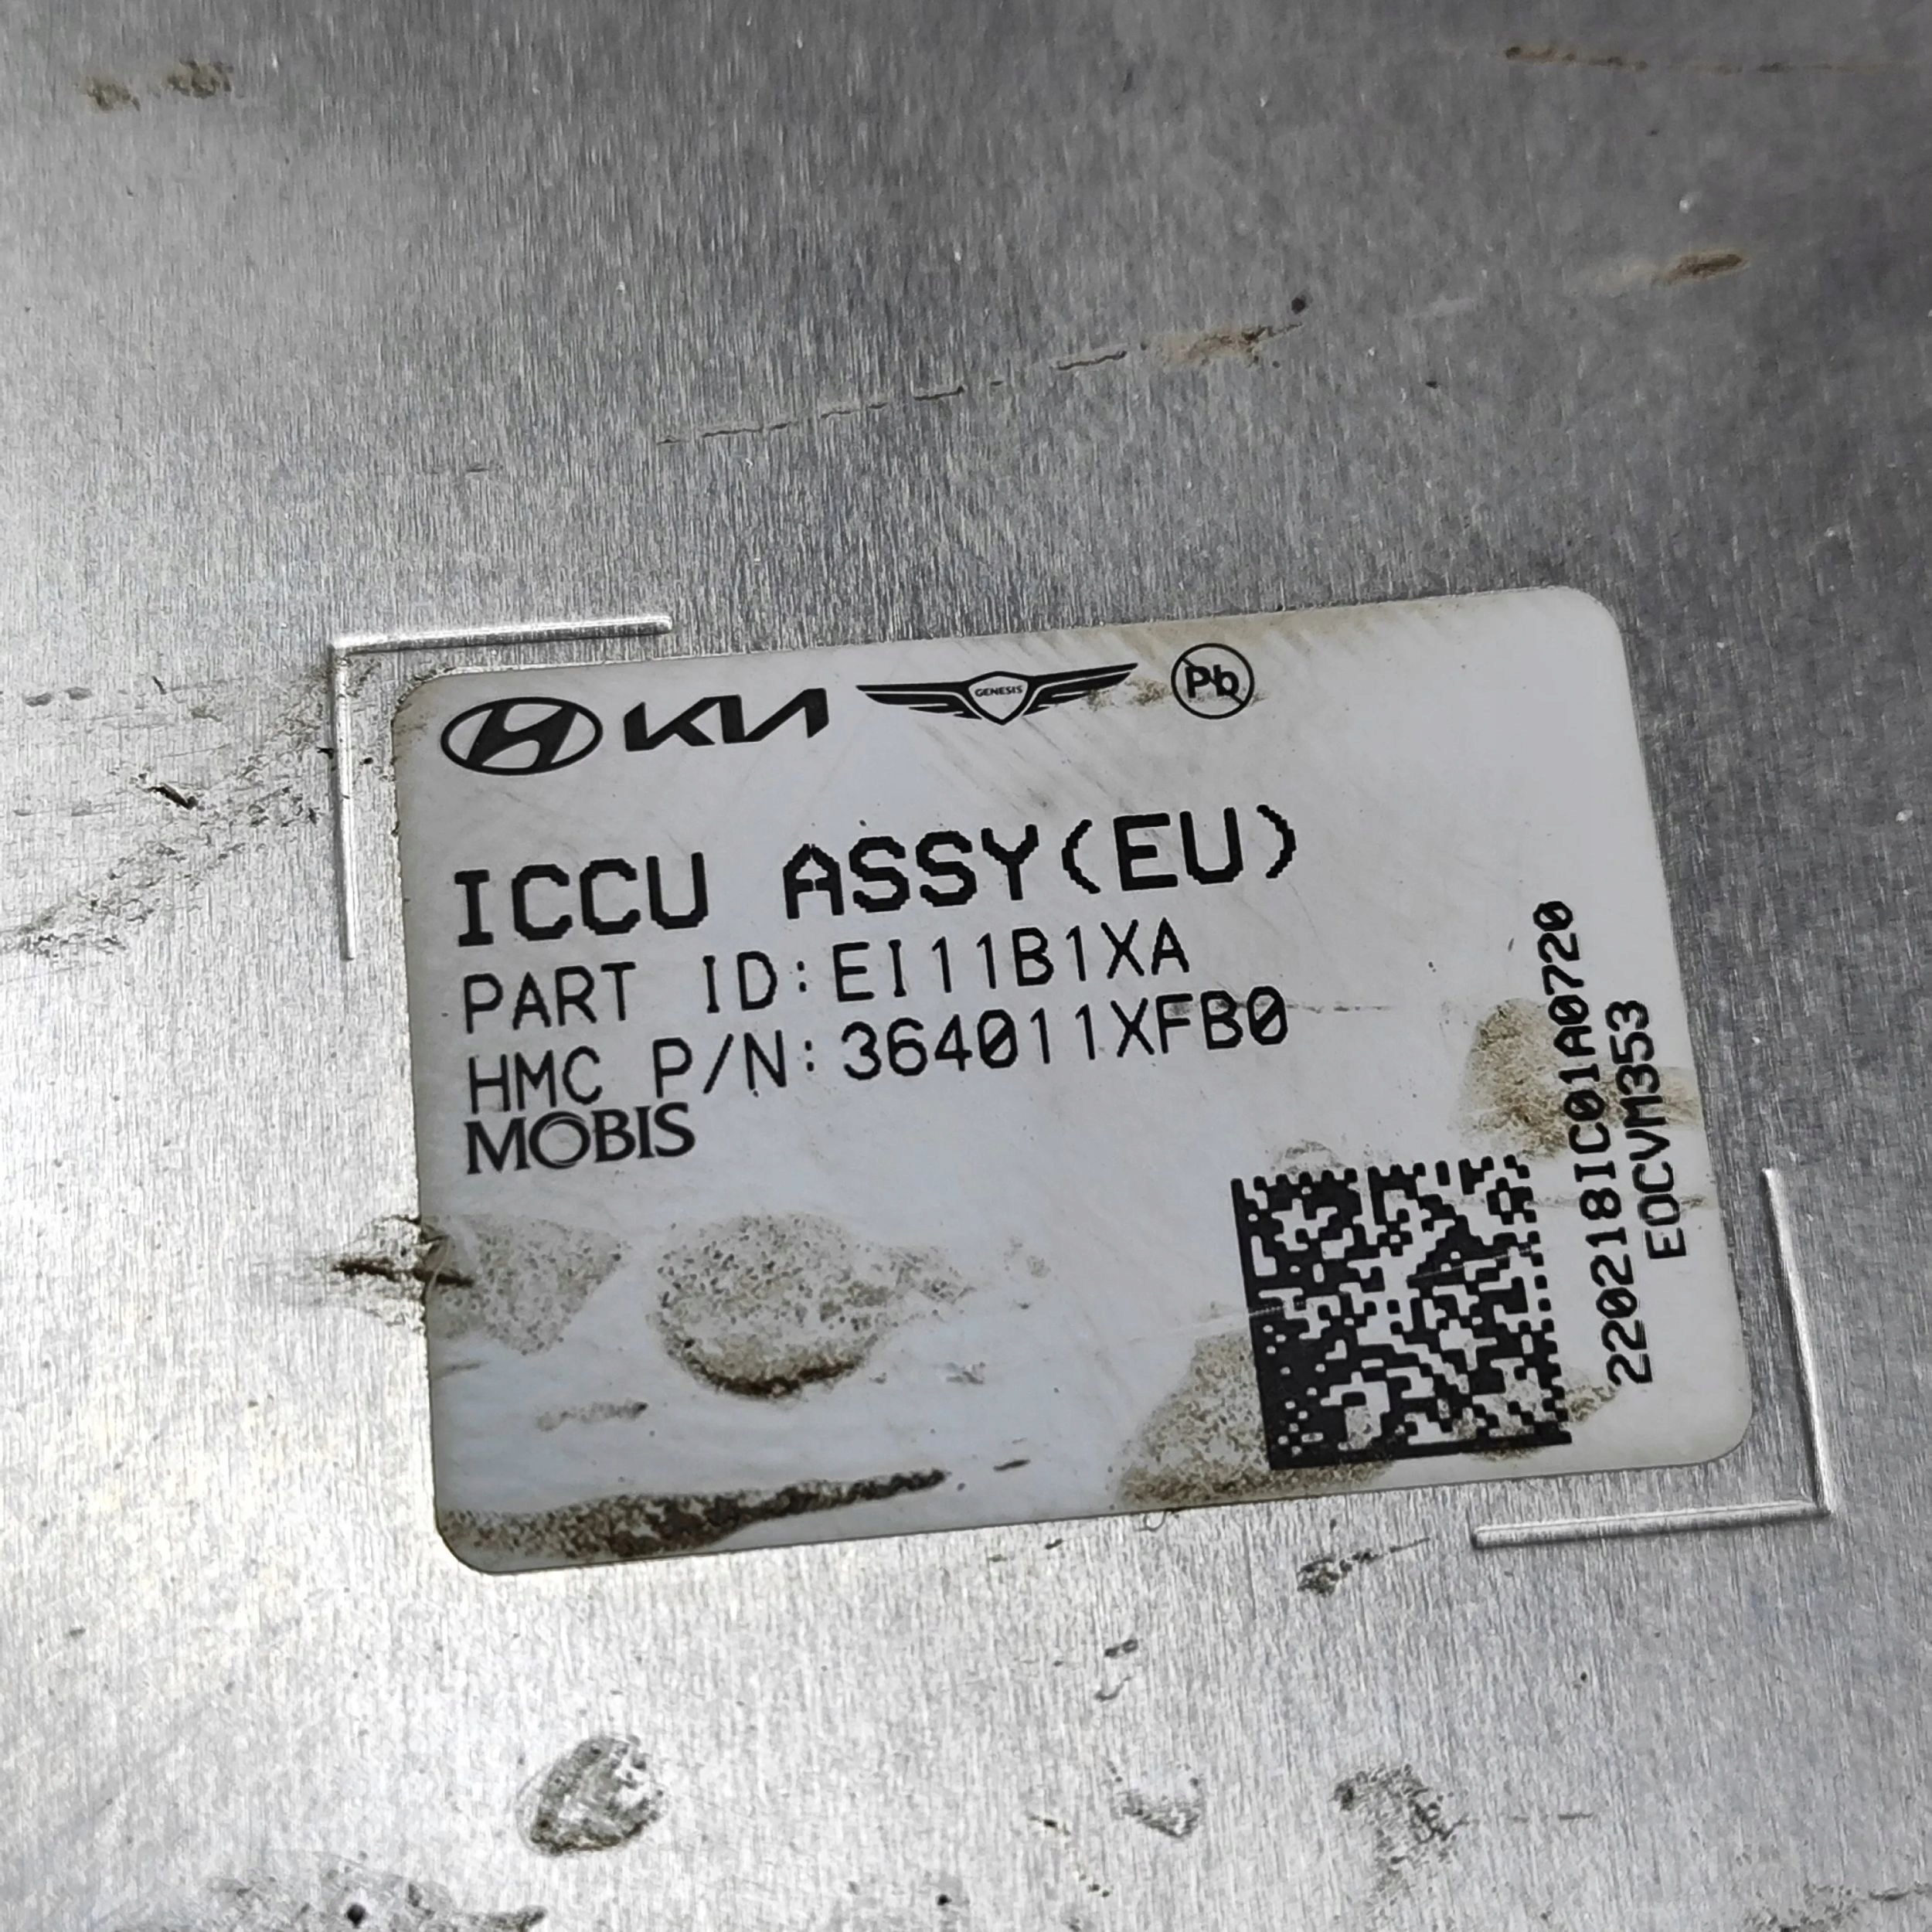 KIA GENESIS Pb
ICCU ASSY(EU)
PART ID:EI11B1XA
HMC P/N:364011XFB0
MOBIS
220218IC01A0720
EOCVM353